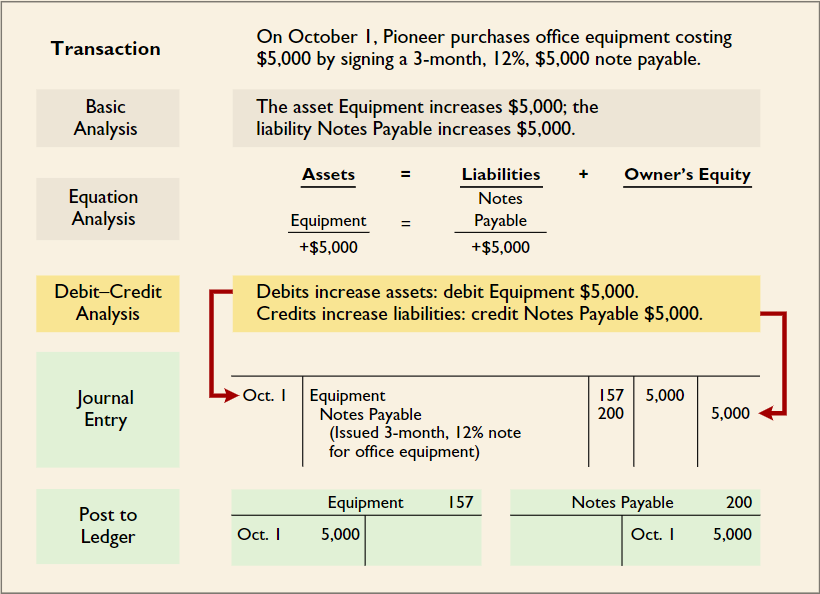 Transaction
On October 1, Pioneer purchases office equipment costing
$5,000 by signing a 3-month, 12%, $5,000 note payable.
Basic
Analysis
The asset Equipment increases $5,000; the
liability Notes Payable increases $5,000.
Equation
Analysis
Assets = Liabilities + Owner's Equity
Notes
Equipment = Payable
+$5,000 +$5,000
Debit–Credit
Analysis
Debits increase assets: debit Equipment $5,000.
Credits increase liabilities: credit Notes Payable $5,000.
Journal
Entry
Oct. 1 Equipment 157 5,000
Notes Payable 200 5,000
(Issued 3-month, 12% note
for office equipment)
Post to
Ledger
Equipment 157
Oct. 1 5,000
Notes Payable 200
Oct. 1 5,000